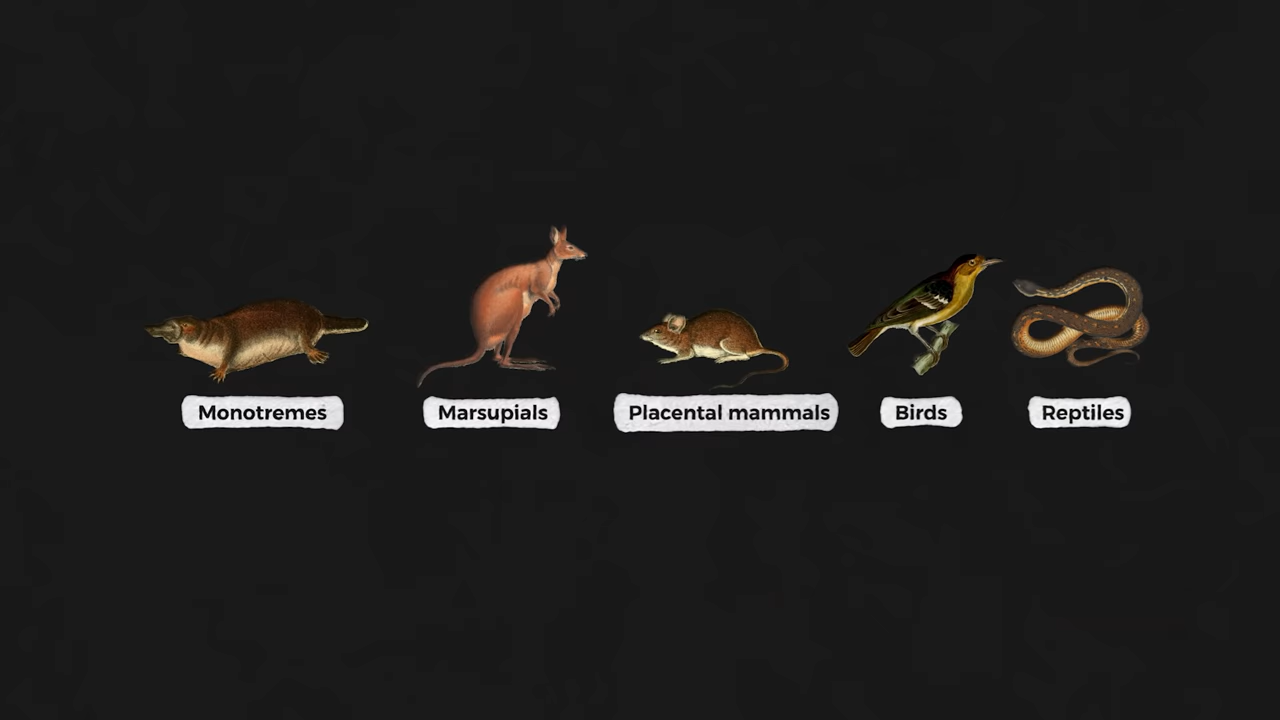 Monotremes
Marsupials
Placental mammals
Birds
Reptiles